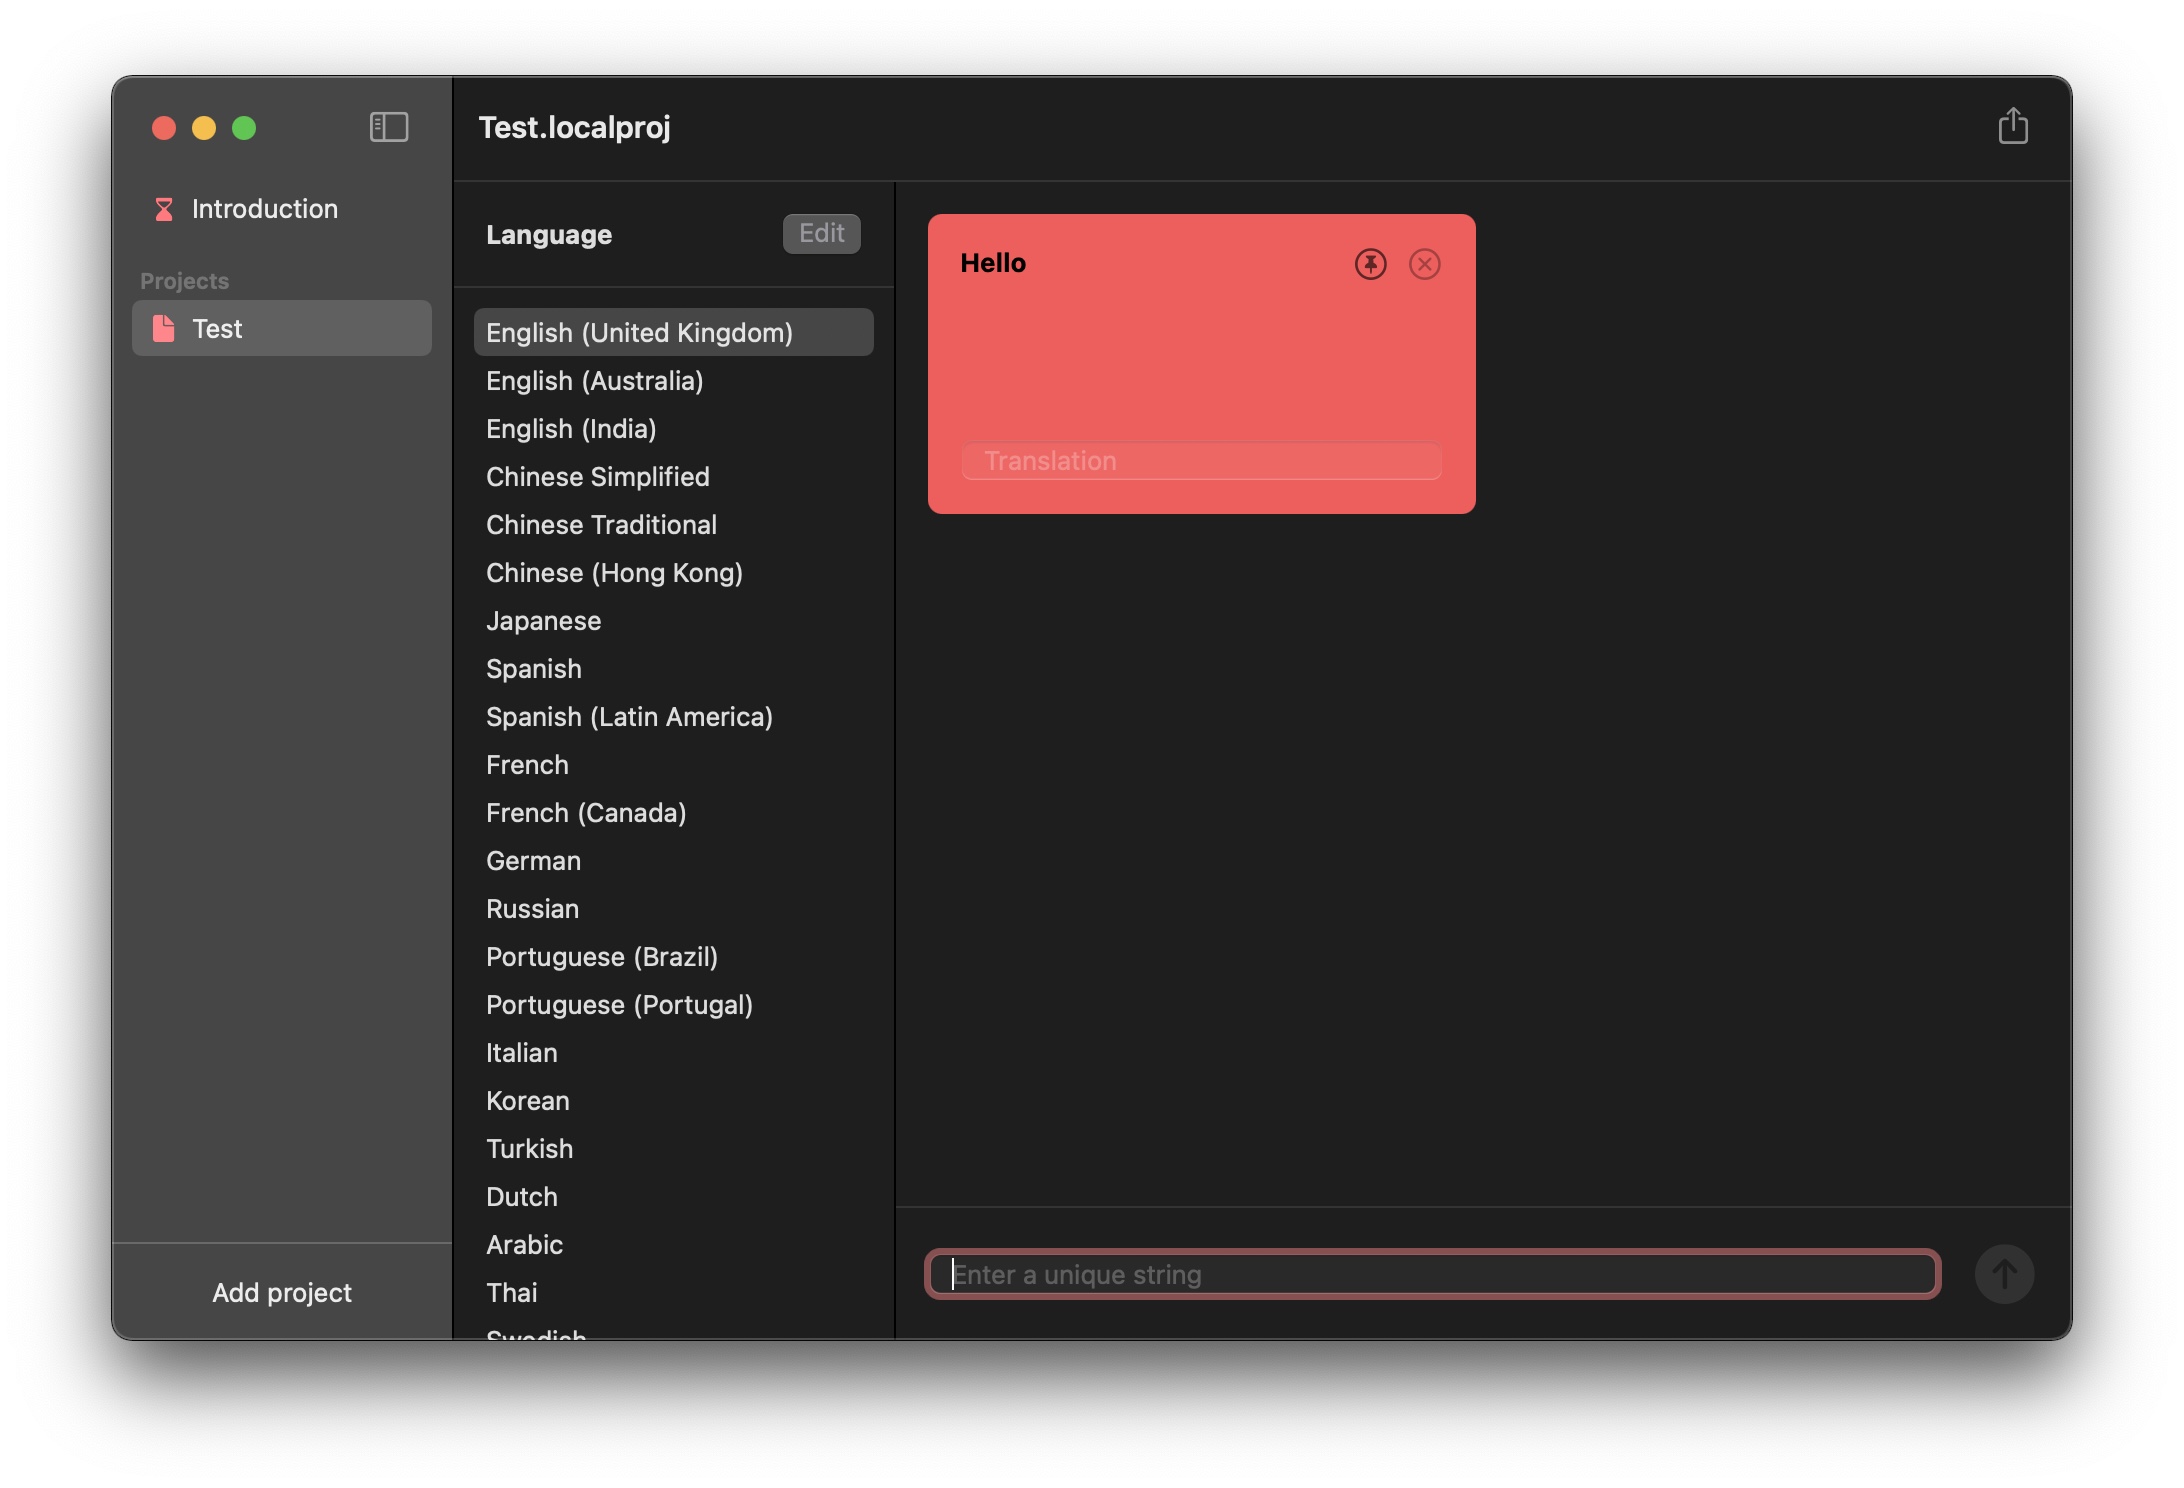 Test.localproj
Introduction
Projects
Test
Add project
Language
Edit
English (United Kingdom)
English (Australia)
English (India)
Chinese Simplified
Chinese Traditional
Chinese (Hong Kong)
Japanese
Spanish
Spanish (Latin America)
French
French (Canada)
German
Russian
Portuguese (Brazil)
Portuguese (Portugal)
Italian
Korean
Turkish
Dutch
Arabic
Thai
Swedish
Hello
Translation
Enter a unique string